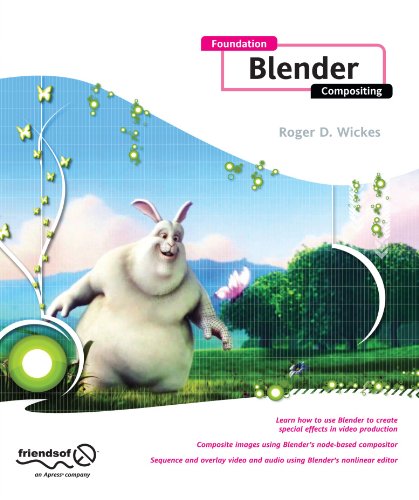 Foundation
Blender
Compositing
Roger D. Wickes
Learn how to use Blender to create
special effects in video production
Composite images using Blender's node-based compositor
Sequence and overlay video and audio using Blender's nonlinear editor
friendsof
an Apress company